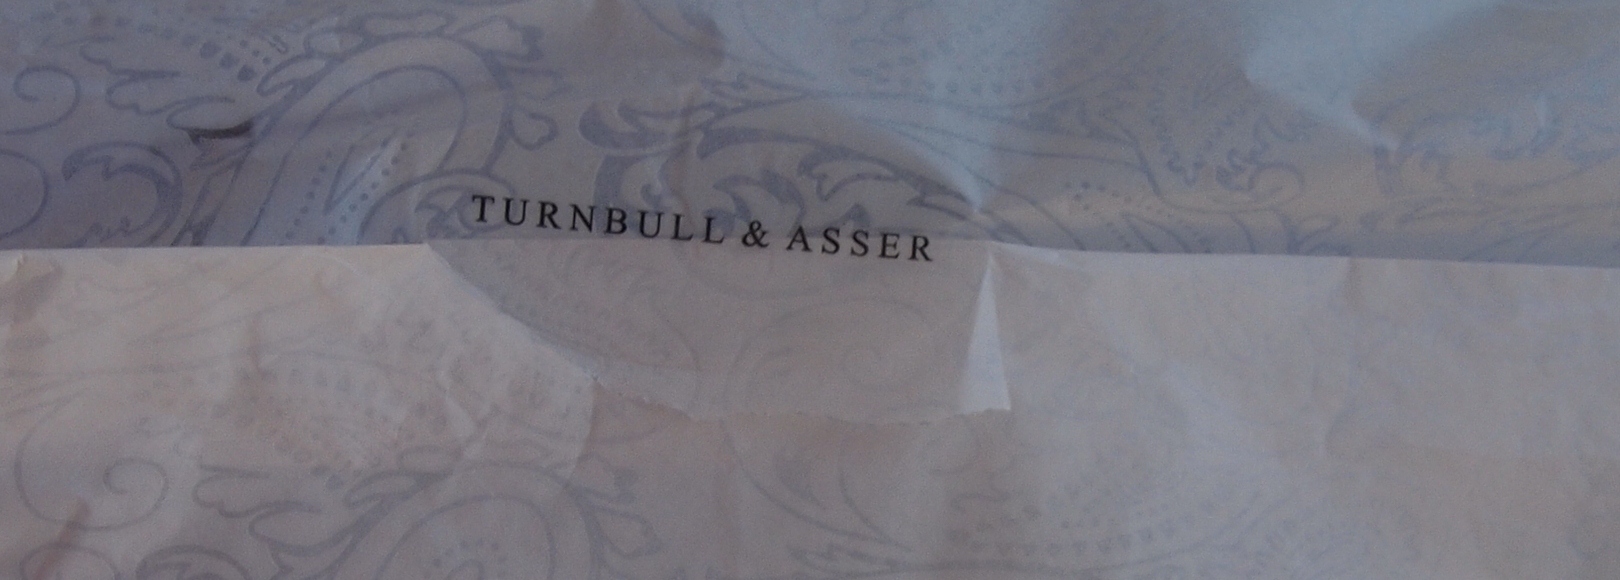 TURNBULL & ASSER